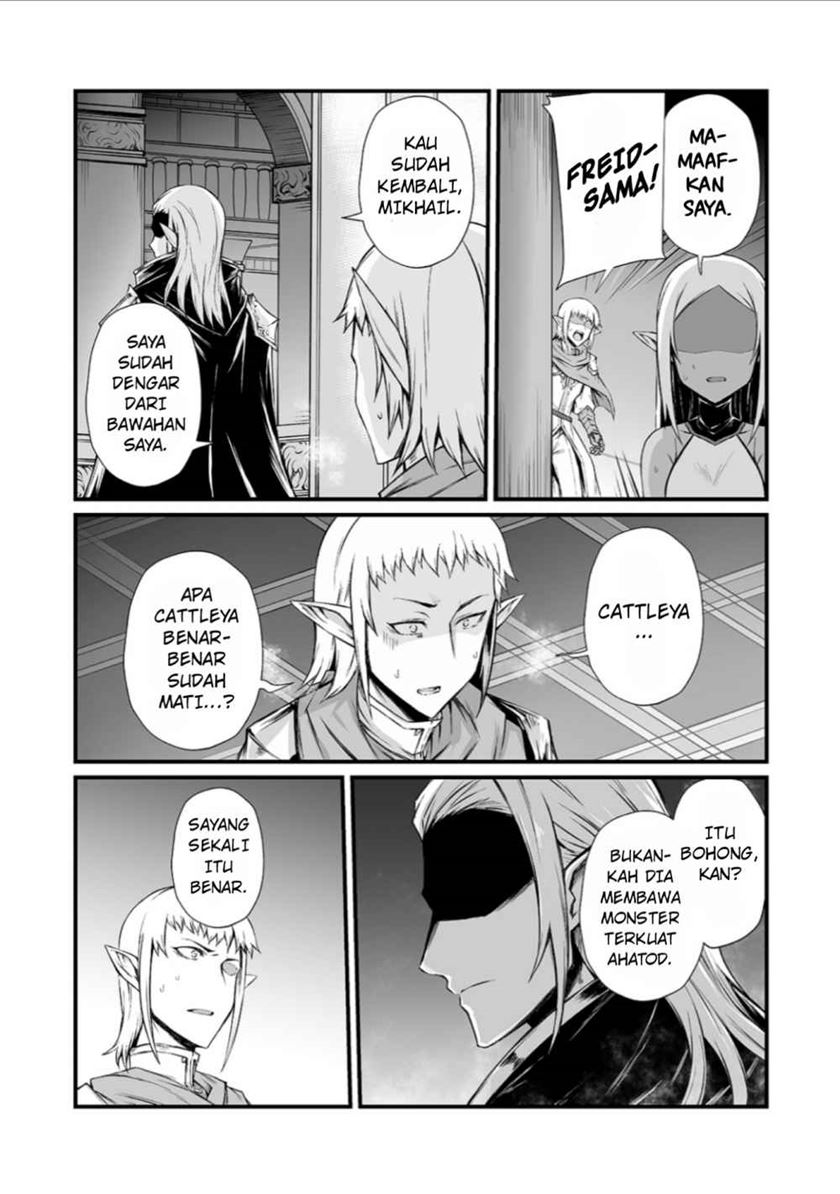 MA-
MAAF-
KAN
SAYA.
FREID-
SAMA!
KAU
SUDAH
KEMBALI,
MIKHAIL.
SAYA
SUDAH
DENGAR
DARI
BAWAHAN
SAYA.
CATTLEYA
...
APA
CATTLEYA
BENAR-
BENAR
SUDAH
MATI...?
ITU
BOHONG,
KAN?
BUKAN-
KAH DIA
MEMBAWA
MONSTER
TERKUAT
AHATOD.
SAYANG
SEKALI
ITU
BENAR.